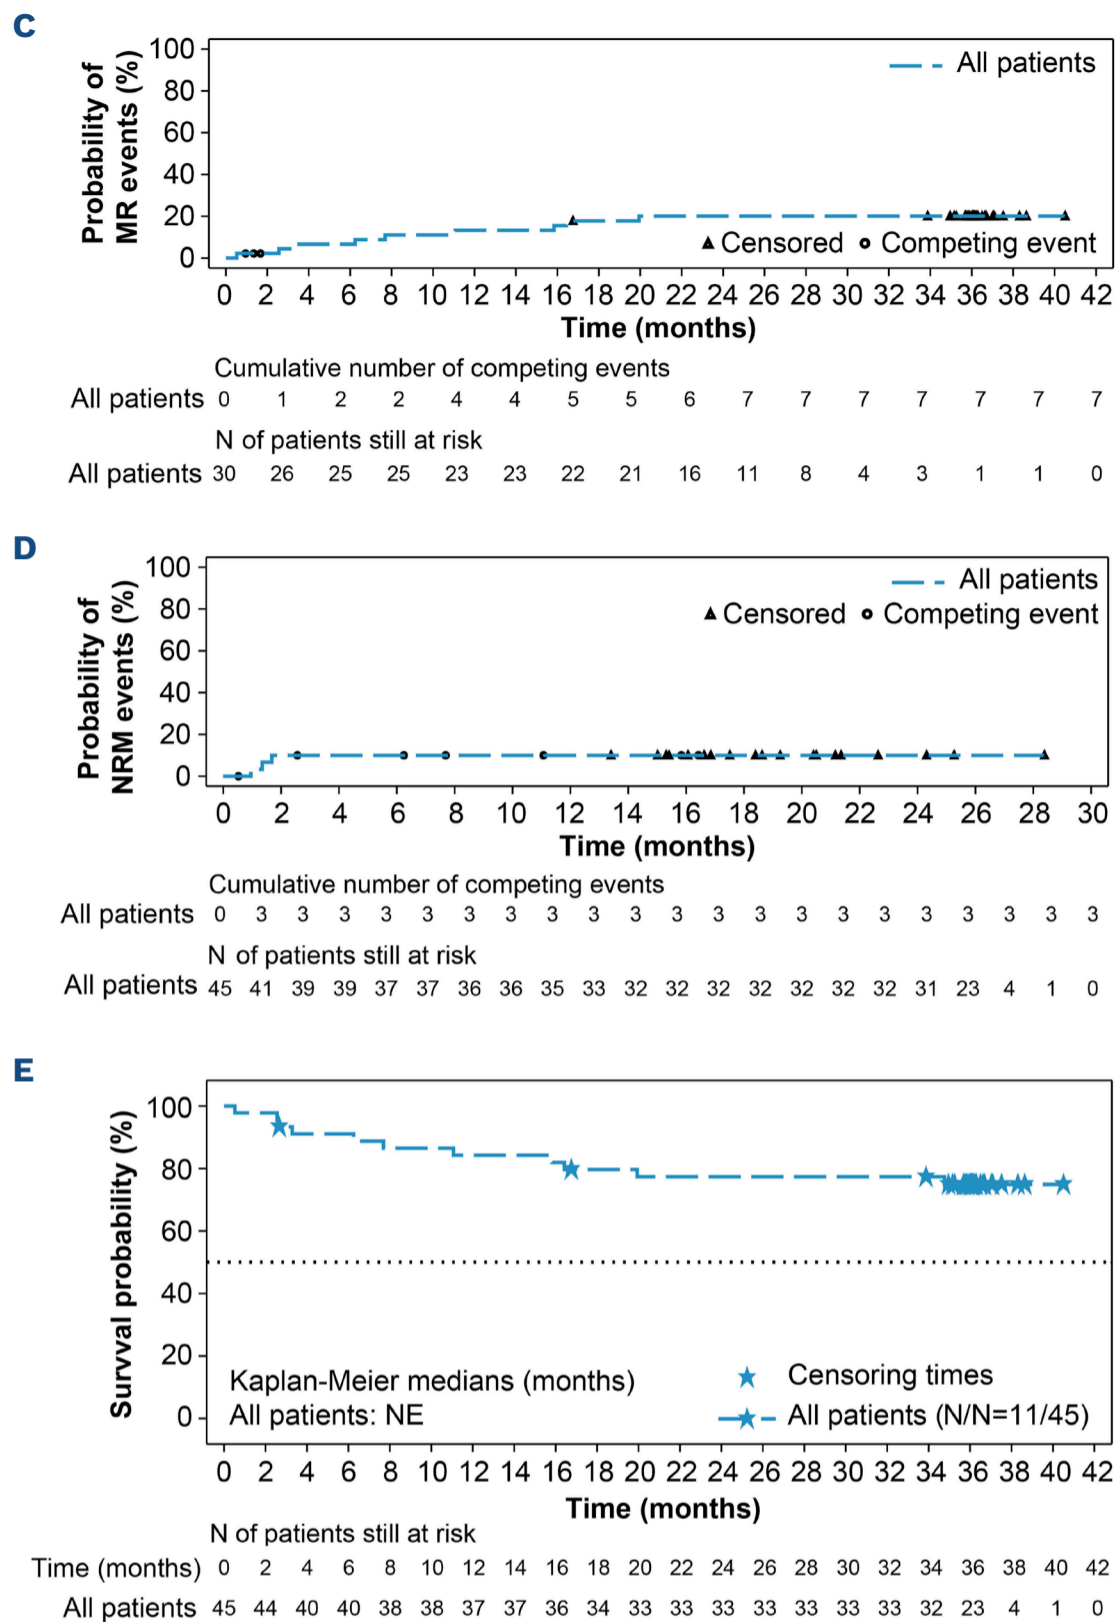 C
100
80
60
40
20
0
Probability of
MR events (%)
All patients
Censored Competing event
0 2 4 6 8 10 12 14 16 18 20 22 24 26 28 30 32 34 36 38 40 42
Time (months)
Cumulative number of competing events
All patients 0 1 2 2 4 4 5 5 6 7 7 7 7 7 7 7
N of patients still at risk
All patients 30 26 25 25 23 23 22 21 16 11 8 4 3 1 1 0
D
100
80
60
40
20
0
Probability of
NRM events (%)
All patients
Censored Competing event
0 2 4 6 8 10 12 14 16 18 20 22 24 26 28 30
Time (months)
Cumulative number of competing events
All patients 0 3 3 3 3 3 3 3 3 3 3 3 3 3 3 3 3 3 3 3 3 3
N of patients still at risk
All patients 45 41 39 39 37 37 36 36 35 33 32 32 32 32 32 32 32 31 23 4 1 0
E
100
80
60
40
20
0
Survval probability (%)
Kaplan-Meier medians (months)
All patients: NE
Censoring times
All patients (N/N=11/45)
0 2 4 6 8 10 12 14 16 18 20 22 24 26 28 30 32 34 36 38 40 42
Time (months)
N of patients still at risk
Time (months) 0 2 4 6 8 10 12 14 16 18 20 22 24 26 28 30 32 34 36 38 40 42
All patients 45 44 40 40 38 38 37 37 36 34 33 33 33 33 33 33 33 32 23 4 1 0